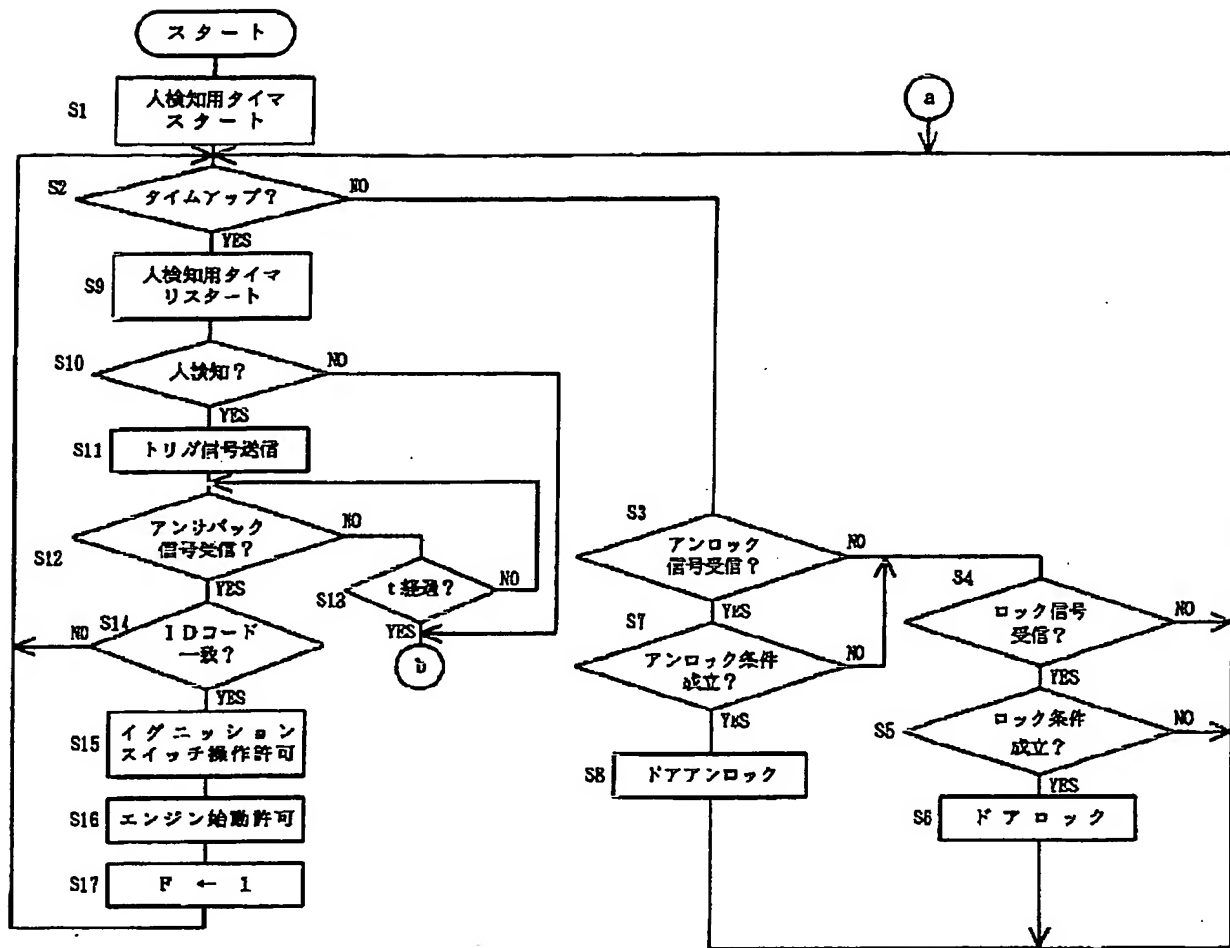 スタート
S1
人検知用タイマ
スタート
a
S2
タイムアップ?
NO
YES
S9
人検知用タイマ
リスタート
S10
人検知?
NO
YES
S11
トリガ信号送信
S12
アンサバック
信号受信?
NO
YES
S13
t経過?
NO
YES
b
S14
IDコード
一致?
NO
YES
S15
イグニッション
スイッチ操作許可
S16
エンジン始動許可
S17
F ← 1
S3
アンロック
信号受信?
NO
YES
S7
アンロック条件
成立?
NO
YES
S8
ドアアンロック
S4
ロック信号
受信?
NO
YES
S5
ロック条件
成立?
NO
YES
S6
ドアロック